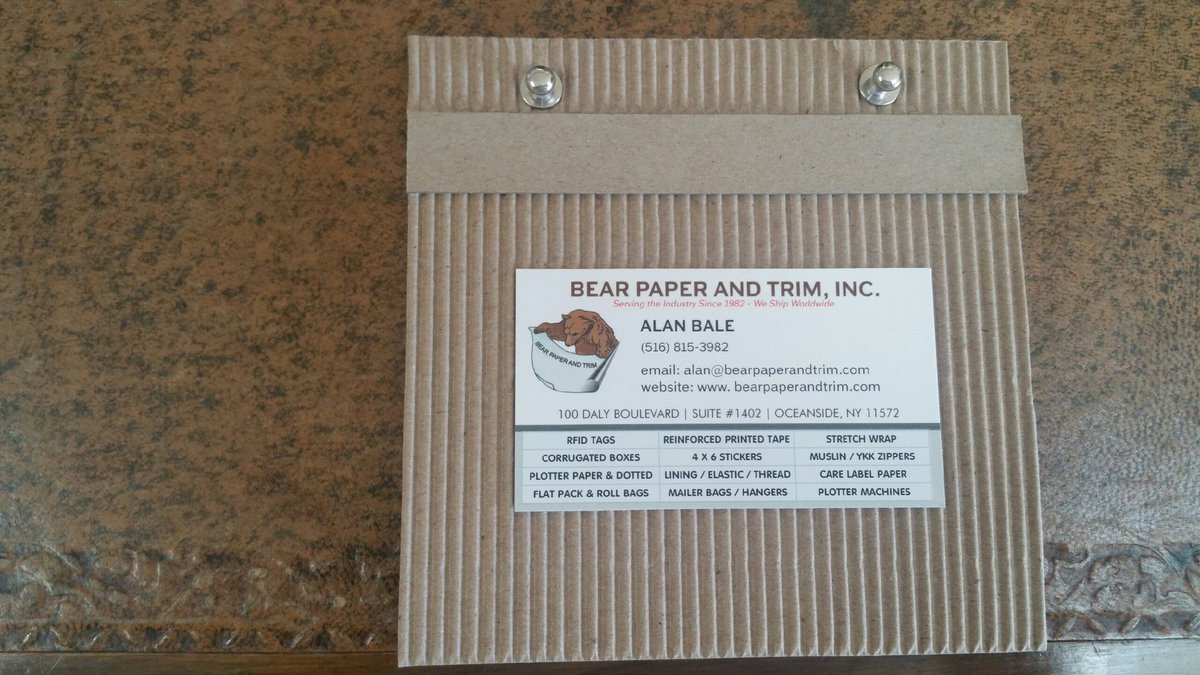 BEAR PAPER AND TRIM, INC.
Serving the Industry Since 1982 - We Ship Worldwide
BEAR PAPER AND TRIM
ALAN BALE
(516) 815-3982
email: alan@bearpaperandtrim.com
website: www. bearpaperandtrim.com
100 DALY BOULEVARD | SUITE #1402 | OCEANSIDE, NY 11572
RFID TAGS REINFORCED PRINTED TAPE STRETCH WRAP
CORRUGATED BOXES 4 X 6 STICKERS MUSLIN / YKK ZIPPERS
PLOTTER PAPER & DOTTED LINING / ELASTIC / THREAD CARE LABEL PAPER
FLAT PACK & ROLL BAGS MAILER BAGS / HANGERS PLOTTER MACHINES